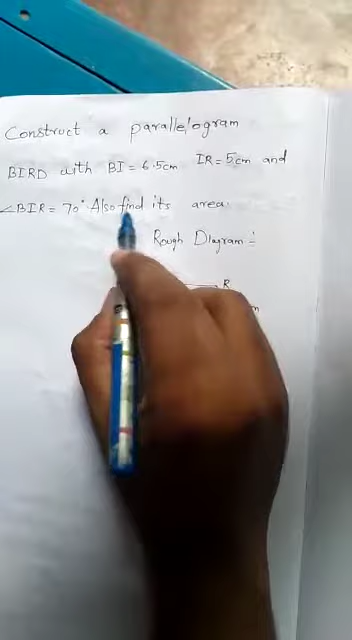 Construct a parallelogram
BIRD with BI = 6.5cm IR = 5cm and
∠BIR = 70° Also find its area.
Rough Diagram :-
R
m